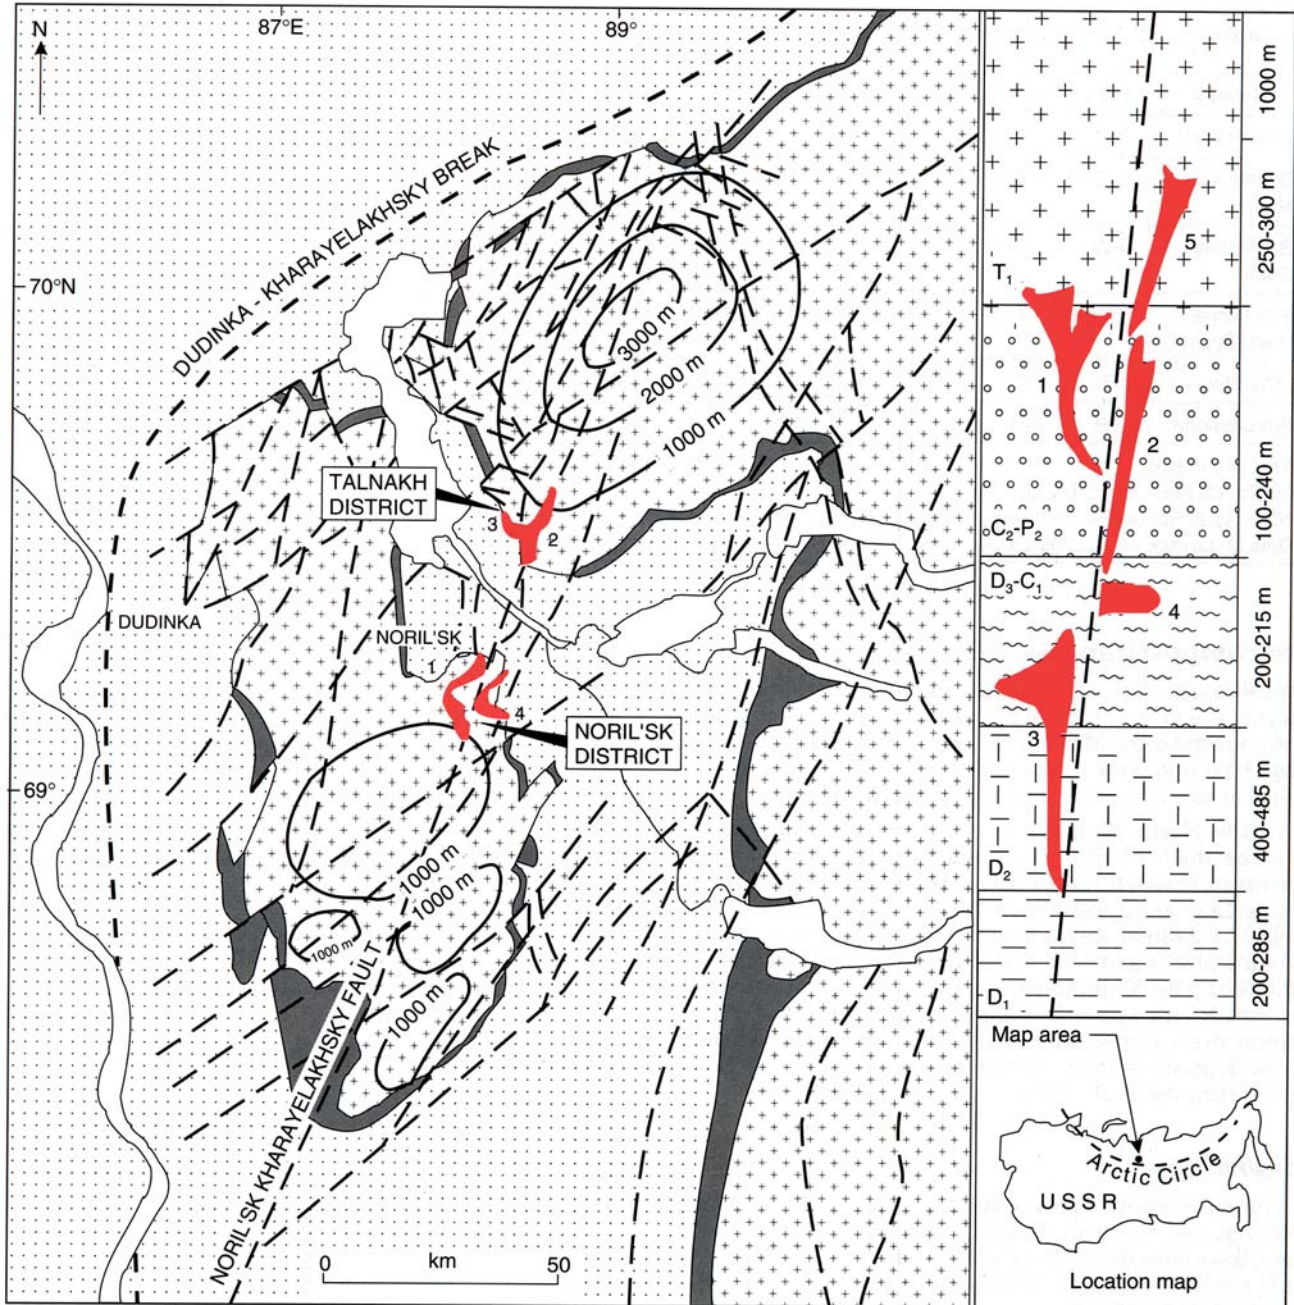 N
87°E
89°
70°N
69°
DUDINKA - KHARAYELAKHSKY BREAK
3000 m
2000 m
1000 m
TALNAKH
DISTRICT
3
2
DUDINKA
NORIL'SK
1
4
NORIL'SK
DISTRICT
1000 m
1000 m
1000 m
1000 m
NORIL'SK KHARAYELAKHSKY FAULT
0 km 50
1000 m
250-300 m
100-240 m
200-215 m
400-485 m
200-285 m
5
T₁
1
2
C₂-P₂
D₃-C₁
4
3
D₂
D₁
Map area
Arctic Circle
USSR
Location map